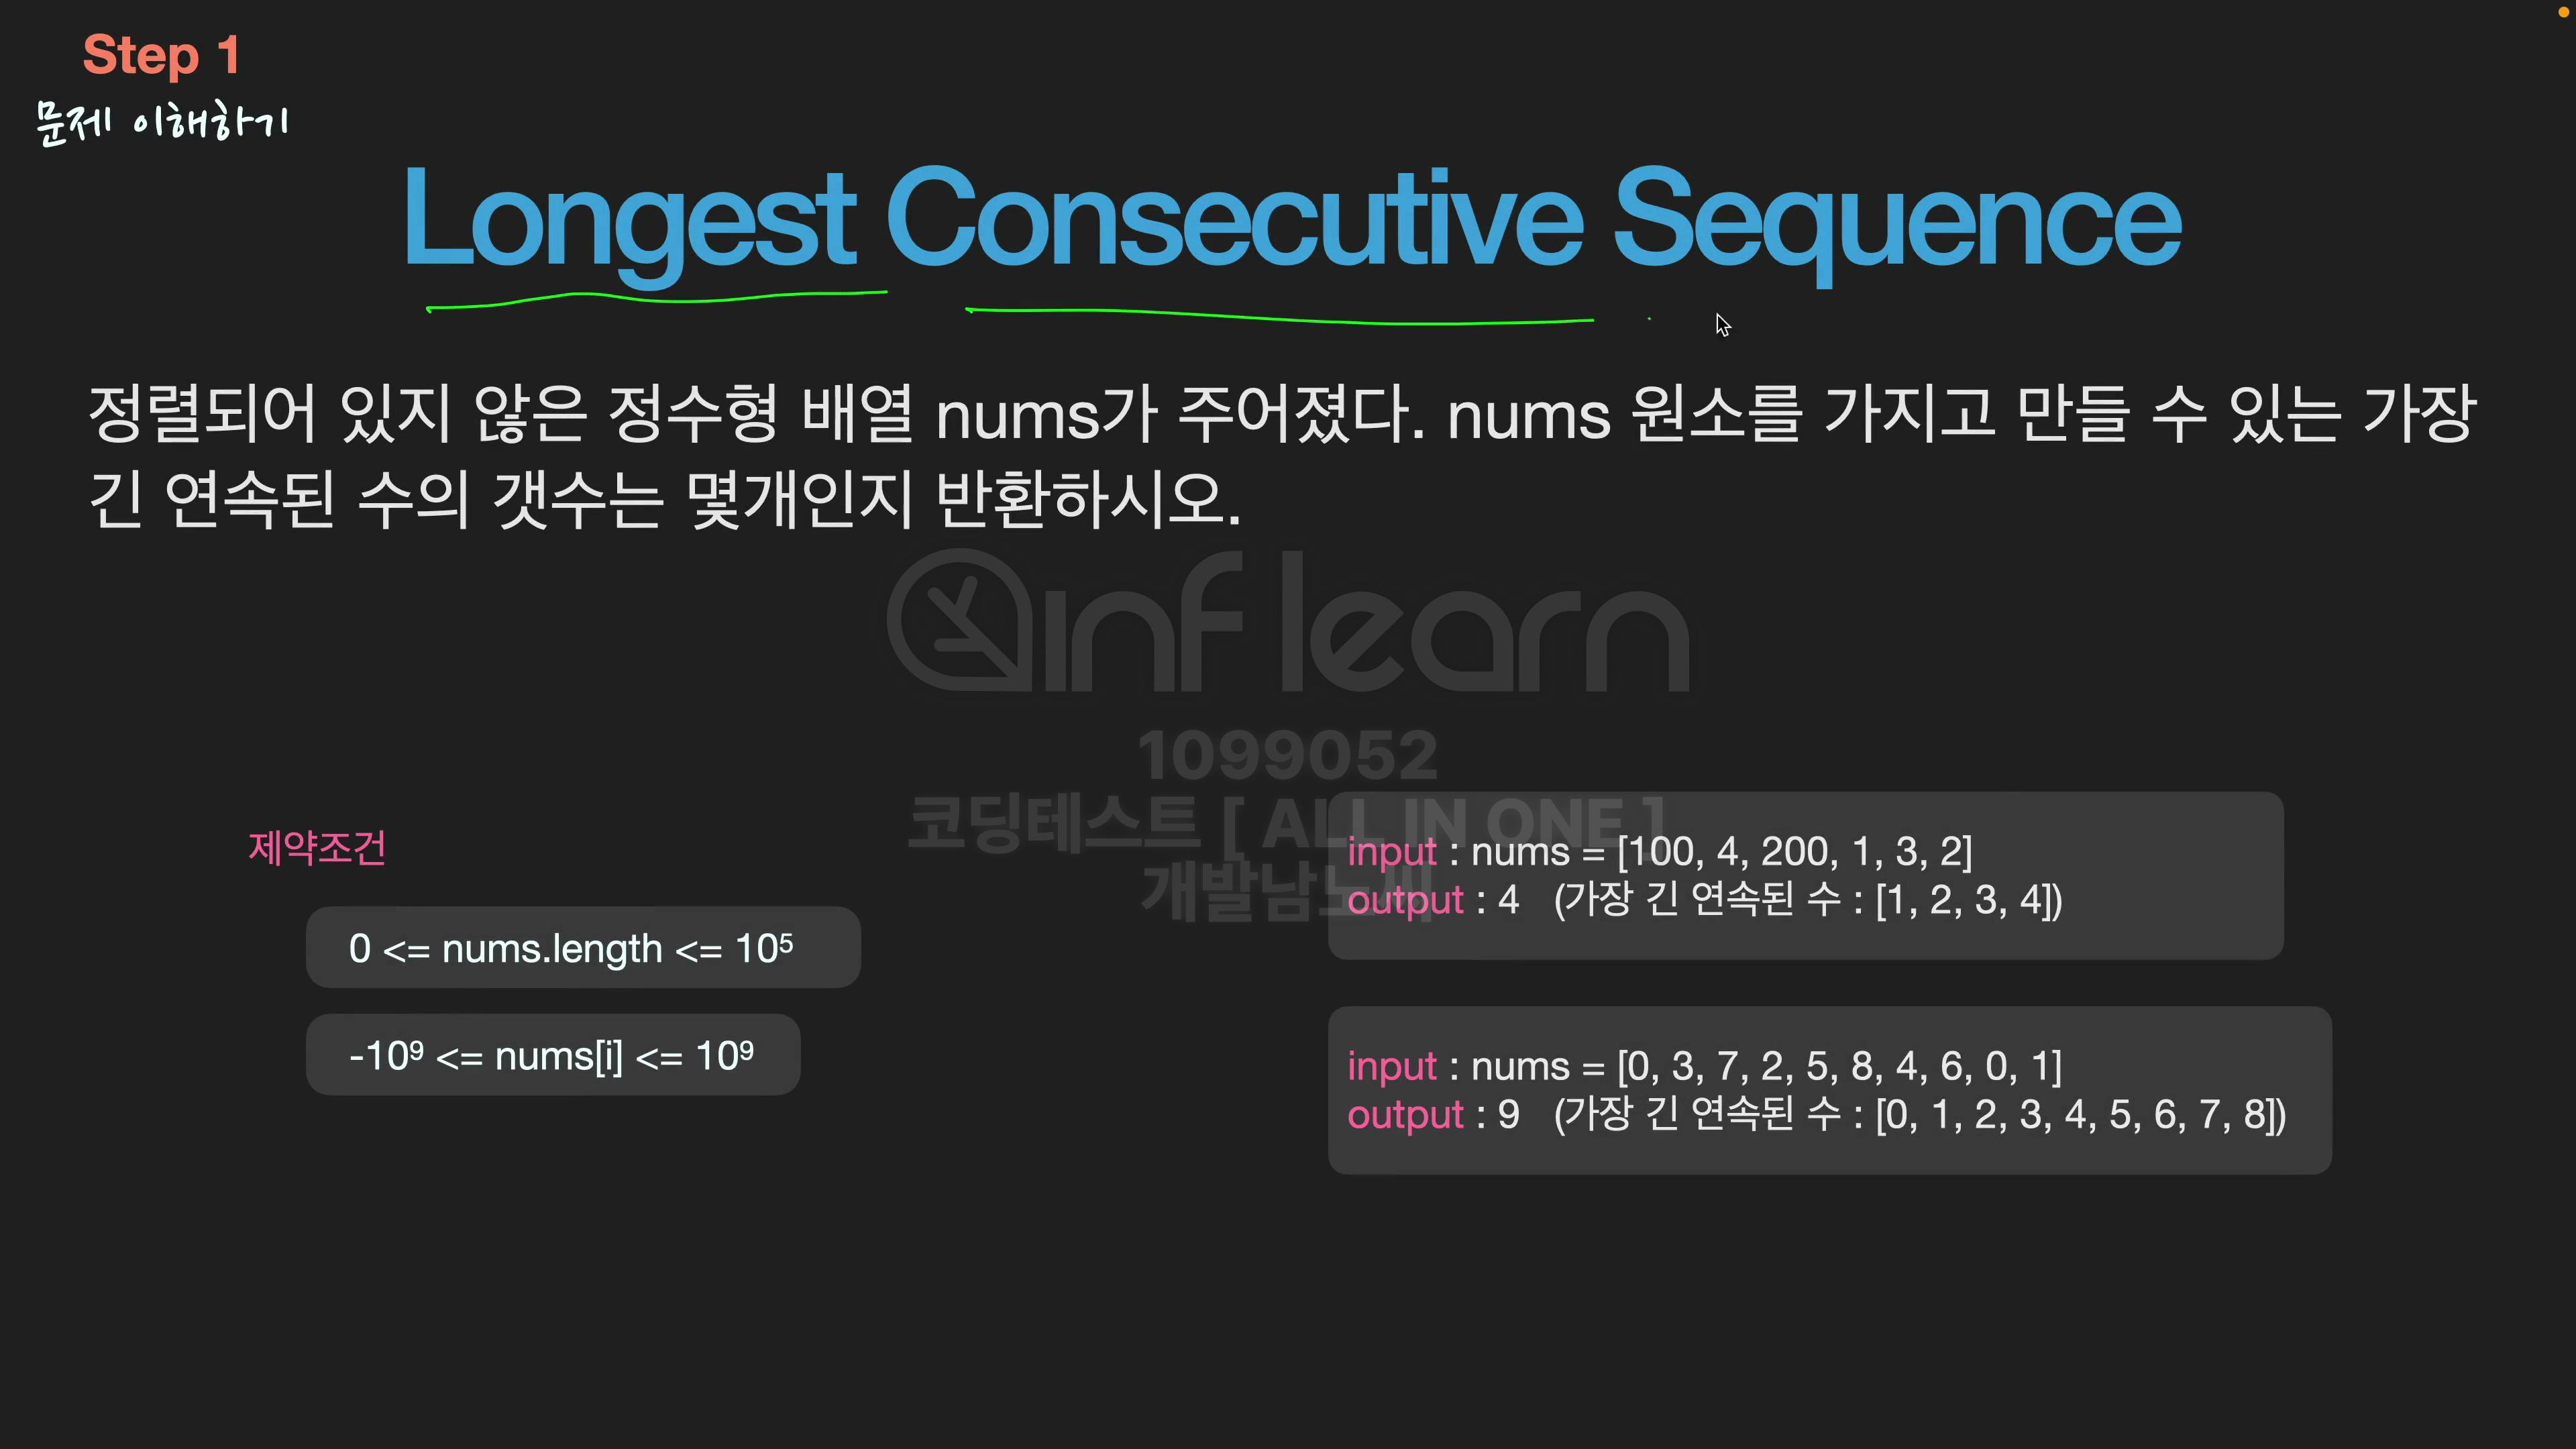 Step 1
문제 이해하기
Longest Consecutive Sequence
정렬되어 있지 않은 정수형 배열 nums가 주어졌다. nums 원소를 가지고 만들 수 있는 가장
긴 연속된 수의 갯수는 몇개인지 반환하시오.
inflearn
1099052
코딩테스트 [ ALL IN ONE ]
개발남노씨
제약조건
0 <= nums.length <= 10⁵
-10⁹ <= nums[i] <= 10⁹
input : nums = [100, 4, 200, 1, 3, 2]
output : 4 (가장 긴 연속된 수 : [1, 2, 3, 4])
input : nums = [0, 3, 7, 2, 5, 8, 4, 6, 0, 1]
output : 9 (가장 긴 연속된 수 : [0, 1, 2, 3, 4, 5, 6, 7, 8])